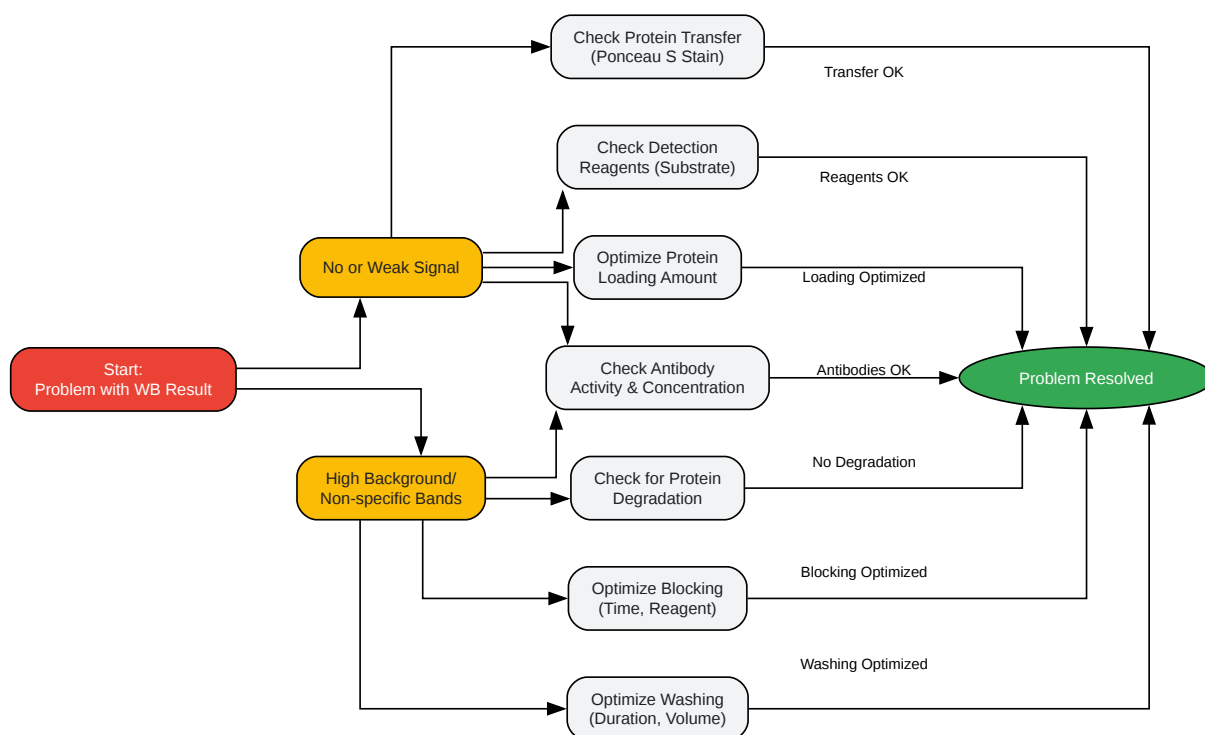 Check Protein Transfer
(Ponceau S Stain)
Transfer OK
Check Detection
Reagents (Substrate)
Reagents OK
No or Weak Signal
Optimize Protein
Loading Amount
Loading Optimized
Start:
Problem with WB Result
Check Antibody
Activity & Concentration
Antibodies OK
Problem Resolved
High Background/
Non-specific Bands
Check for Protein
Degradation
No Degradation
Optimize Blocking
(Time, Reagent)
Blocking Optimized
Optimize Washing
(Duration, Volume)
Washing Optimized